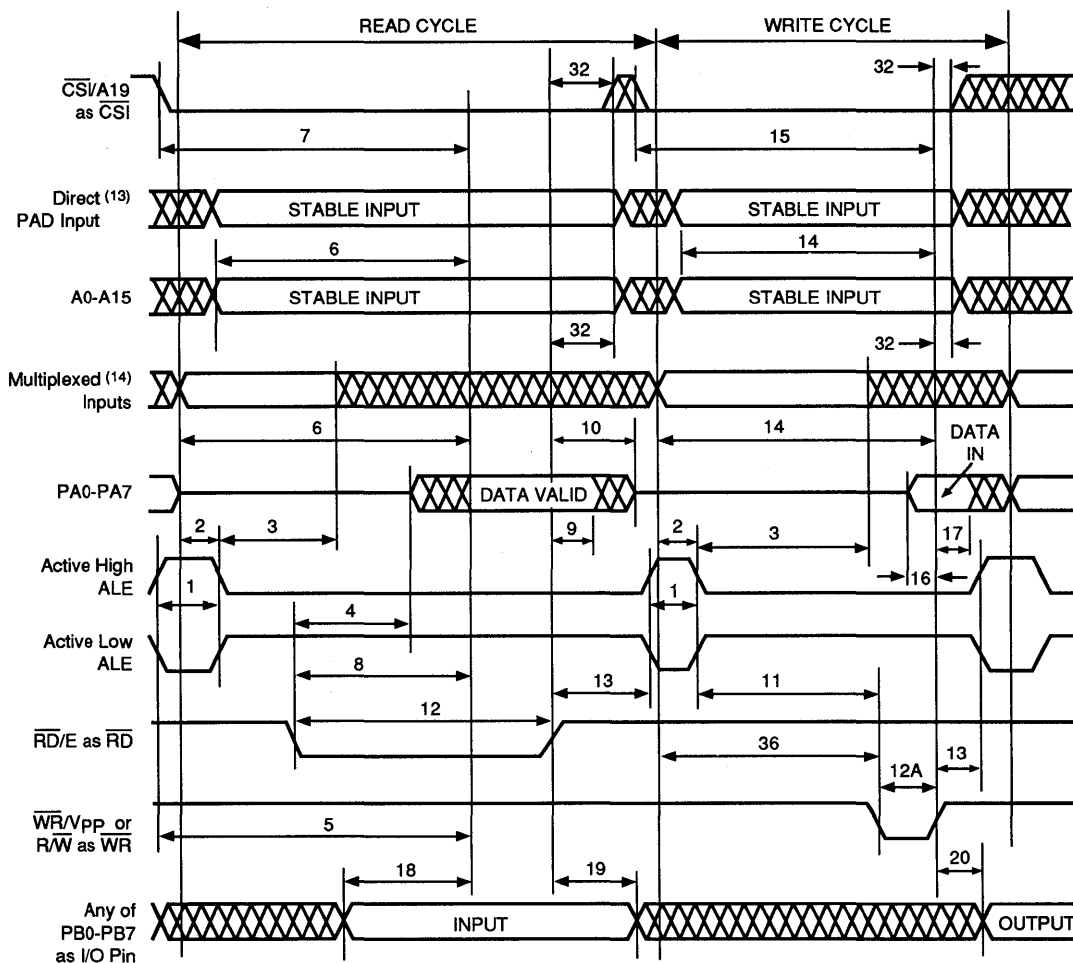 READ CYCLE WRITE CYCLE
32 32
CSI/A19
as CSI
7 15
Direct (13)
PAD Input
STABLE INPUT STABLE INPUT
6 14
A0-A15 STABLE INPUT STABLE INPUT
32 32
Multiplexed (14)
Inputs
6 10 14 DATA
IN
PA0-PA7 DATA VALID
2 3 9 2 3 17
Active High
ALE
1 1 16
4
Active Low
ALE
8 13 11
12
RD/E as RD
36 12A 13
WR/VPP or
R/W as WR
5
18 19 20
Any of
PB0-PB7
as I/O Pin
INPUT OUTPUT